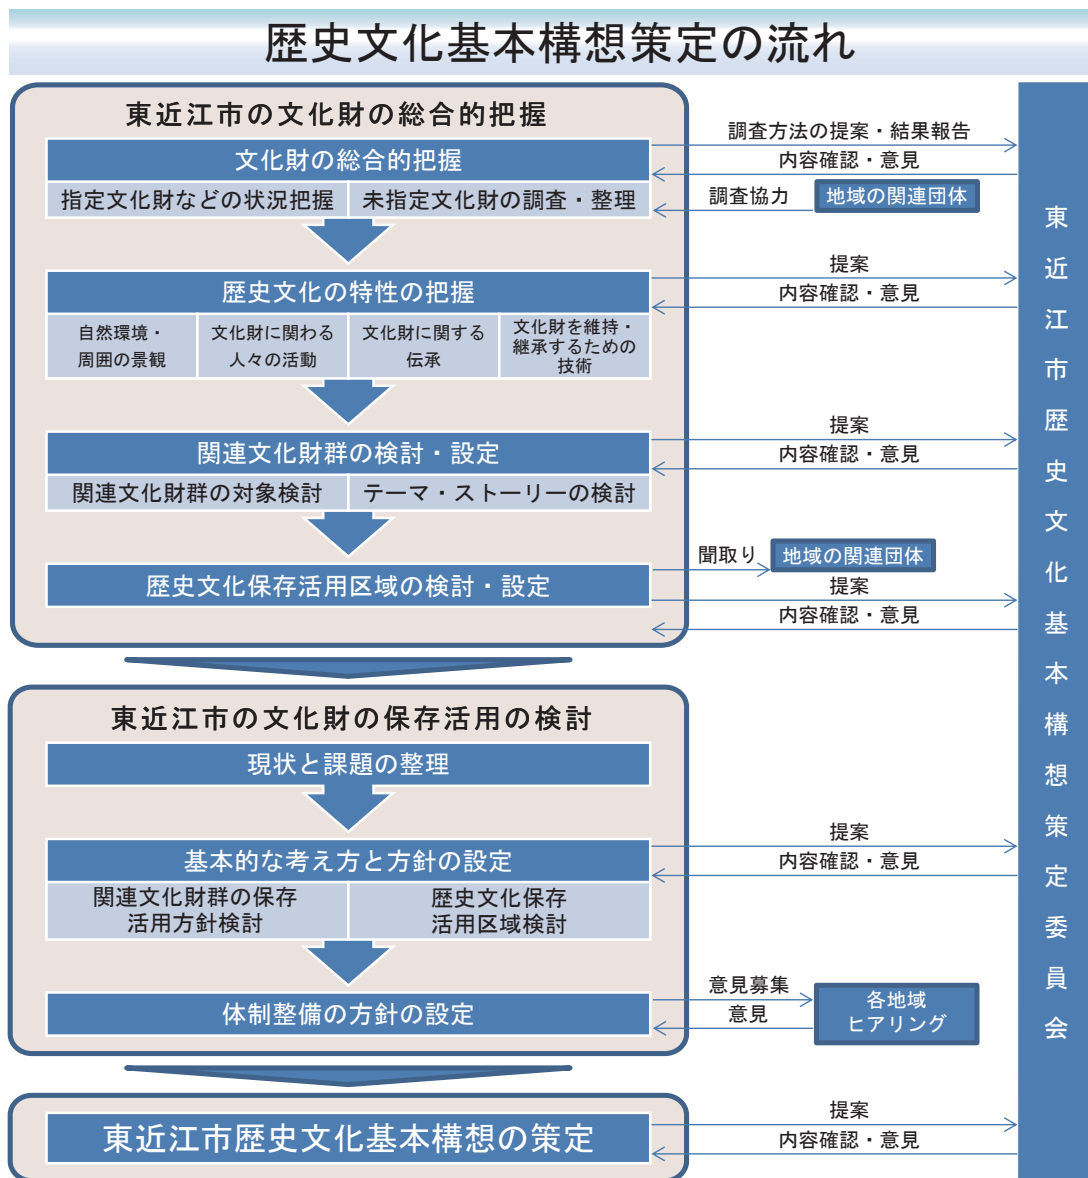 歴史文化基本構想策定の流れ
東近江市の文化財の総合的把握
文化財の総合的把握
指定文化財などの状況把握
未指定文化財の調査・整理
調査方法の提案・結果報告
内容確認・意見
調査協力
地域の関連団体
歴史文化の特性の把握
自然環境・
周囲の景観
文化財に関わる
人々の活動
文化財に関する
伝承
文化財を維持・
継承するための
技術
提案
内容確認・意見
関連文化財群の検討・設定
関連文化財群の対象検討
テーマ・ストーリーの検討
提案
内容確認・意見
歴史文化保存活用区域の検討・設定
聞取り
地域の関連団体
提案
内容確認・意見
東近江市の文化財の保存活用の検討
現状と課題の整理
基本的な考え方と方針の設定
関連文化財群の保存
活用方針検討
歴史文化保存
活用区域検討
提案
内容確認・意見
体制整備の方針の設定
意見募集
意見
各地域
ヒアリング
東近江市歴史文化基本構想の策定
提案
内容確認・意見
東近江市歴史文化基本構想策定委員会